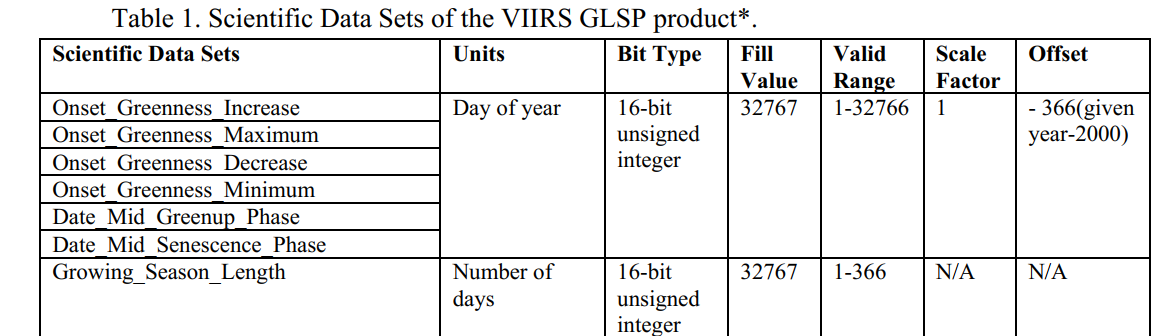 Table 1. Scientific Data Sets of the VIIRS GLSP product*.
Scientific Data Sets Units Bit Type Fill Value Valid Range Scale Factor Offset
Onset_Greenness_Increase Day of year 16-bit unsigned integer 32767 1-32766 1 - 366(given year-2000)
Onset_Greenness_Maximum
Onset_Greenness_Decrease
Onset_Greenness_Minimum
Date_Mid_Greenup_Phase
Date_Mid_Senescence_Phase
Growing_Season_Length Number of days 16-bit unsigned integer 32767 1-366 N/A N/A